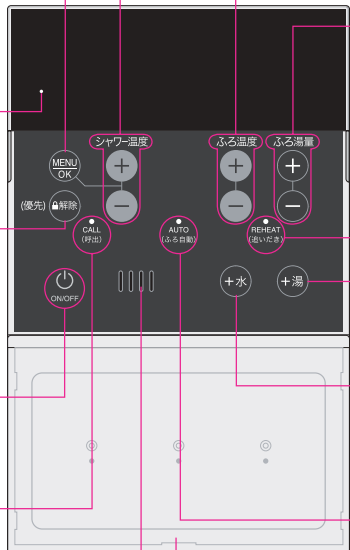 シャワー温度
ふろ温度
ふろ湯量
MENU
OK
+
+
+
(優先) 解除
−
−
−
CALL
(呼出)
AUTO
(ふろ自動)
REHEAT
(追いだき)
ON/OFF
+水
+湯